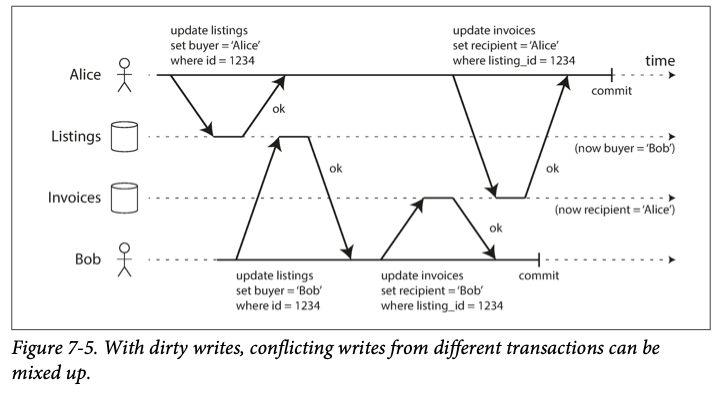 update listings
set buyer = ‘Alice’
where id = 1234
update invoices
set recipient = ‘Alice’
where listing_id = 1234
time
Alice
commit
ok
Listings
(now buyer = ‘Bob’)
ok
ok
Invoices
(now recipient = ‘Alice’)
ok
Bob
update listings
set buyer = ‘Bob’
where id = 1234
update invoices
set recipient = ‘Bob’
where listing_id = 1234
commit
Figure 7-5. With dirty writes, conflicting writes from different transactions can be
mixed up.